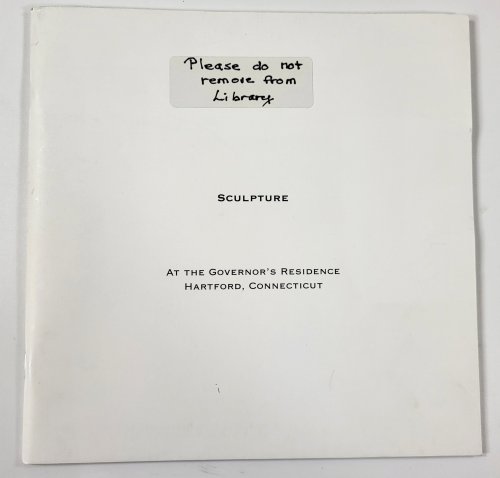 Please do not
remove from
Library
SCULPTURE
AT THE GOVERNOR'S RESIDENCE
HARTFORD, CONNECTICUT